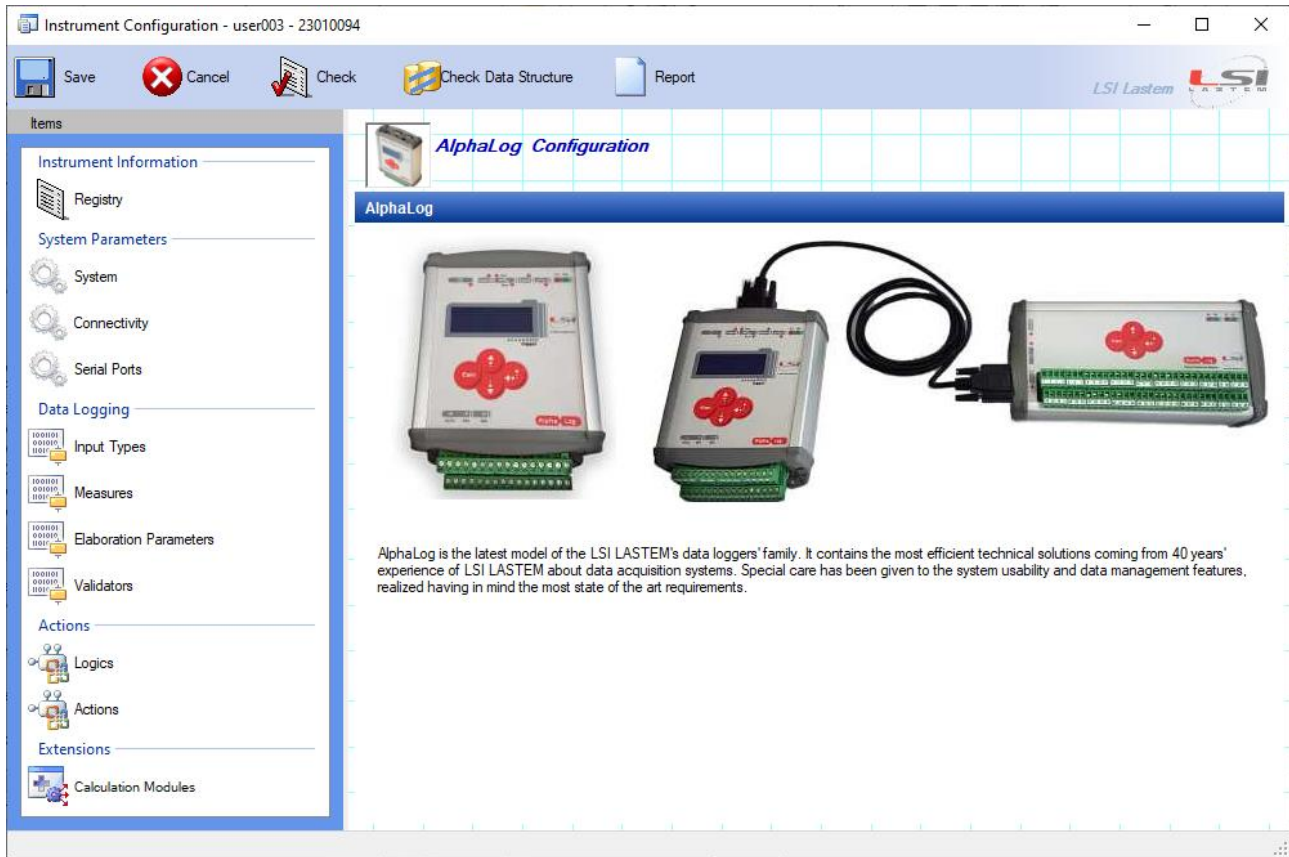 Instrument Configuration - user003 - 23010094
Save Cancel Check Check Data Structure Report
LSI Lastem LSI LASTEM
Items
Instrument Information
Registry
System Parameters
System
Connectivity
Serial Ports
Data Logging
Input Types
Measures
Elaboration Parameters
Validators
Actions
Logics
Actions
Extensions
Calculation Modules
AlphaLog Configuration
AlphaLog
AlphaLog is the latest model of the LSI LASTEM's data loggers' family. It contains the most efficient technical solutions coming from 40 years'
experience of LSI LASTEM about data acquisition systems. Special care has been given to the system usability and data management features,
realized having in mind the most state of the art requirements.